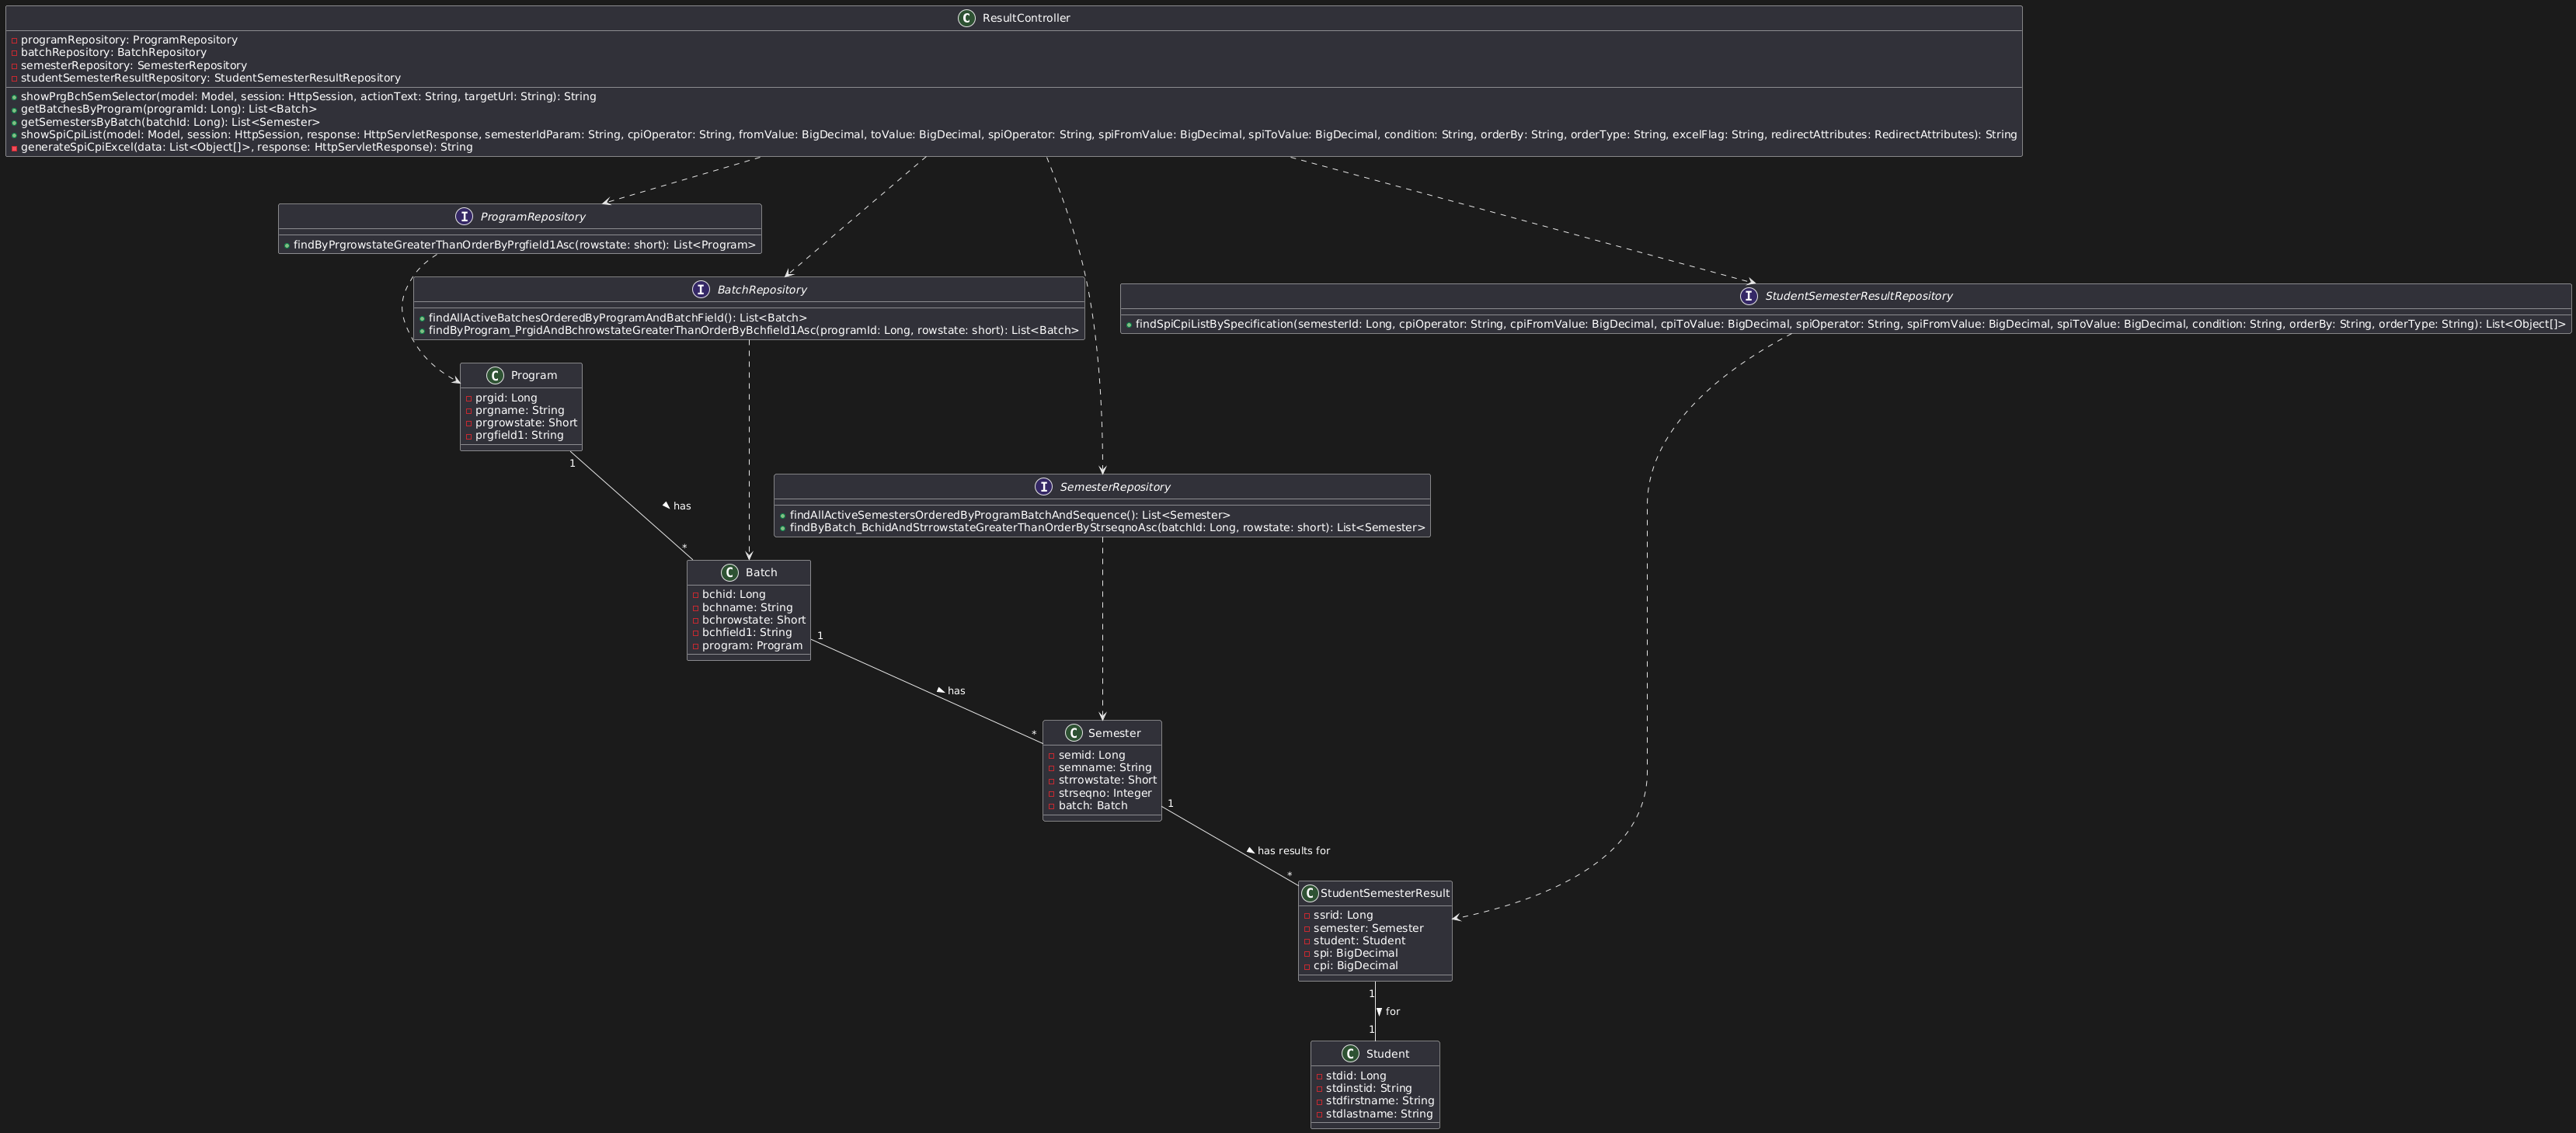 C ResultController
programRepository: ProgramRepository
batchRepository: BatchRepository
semesterRepository: SemesterRepository
studentSemesterResultRepository: StudentSemesterResultRepository
showPrgBchSemSelector(model: Model, session: HttpSession, actionText: String, targetUrl: String): String
getBatchesByProgram(programId: Long): List<Batch>
getSemestersByBatch(batchId: Long): List<Semester>
showSpiCpiList(model: Model, session: HttpSession, response: HttpServletResponse, semesterIdParam: String, cpiOperator: String, fromValue: BigDecimal, toValue: BigDecimal, spiOperator: String, spiFromValue: BigDecimal, spiToValue: BigDecimal, condition: String, orderBy: String, orderType: String, excelFlag: String, redirectAttributes: RedirectAttributes): String
generateSpiCpiExcel(data: List<Object[]>, response: HttpServletResponse): String
I ProgramRepository
findByPrgrowstateGreaterThanOrderByPrgfield1Asc(rowstate: short): List<Program>
I BatchRepository
findAllActiveBatchesOrderedByProgramAndBatchField(): List<Batch>
findByProgram_PrgidAndBchrowstateGreaterThanOrderByBchfield1Asc(programId: Long, rowstate: short): List<Batch>
I StudentSemesterResultRepository
findSpiCpiListBySpecification(semesterId: Long, cpiOperator: String, cpiFromValue: BigDecimal, cpiToValue: BigDecimal, spiOperator: String, spiFromValue: BigDecimal, spiToValue: BigDecimal, condition: String, orderBy: String, orderType: String): List<Object[]>
C Program
prgid: Long
prgname: String
prgrowstate: Short
prgfield1: String
1
has
*
I SemesterRepository
findAllActiveSemestersOrderedByProgramBatchAndSequence(): List<Semester>
findByBatch_BchidAndStrrowstateGreaterThanOrderByStrseqnoAsc(batchId: Long, rowstate: short): List<Semester>
C Batch
bchid: Long
bchname: String
bchrowstate: Short
bchfield1: String
program: Program
1
has
*
C Semester
semid: Long
semname: String
strrowstate: Short
strseqno: Integer
batch: Batch
1
has results for
*
C StudentSemesterResult
ssrid: Long
semester: Semester
student: Student
spi: BigDecimal
cpi: BigDecimal
1
for
1
C Student
stdid: Long
stdinstid: String
stdfirstname: String
stdlastname: String